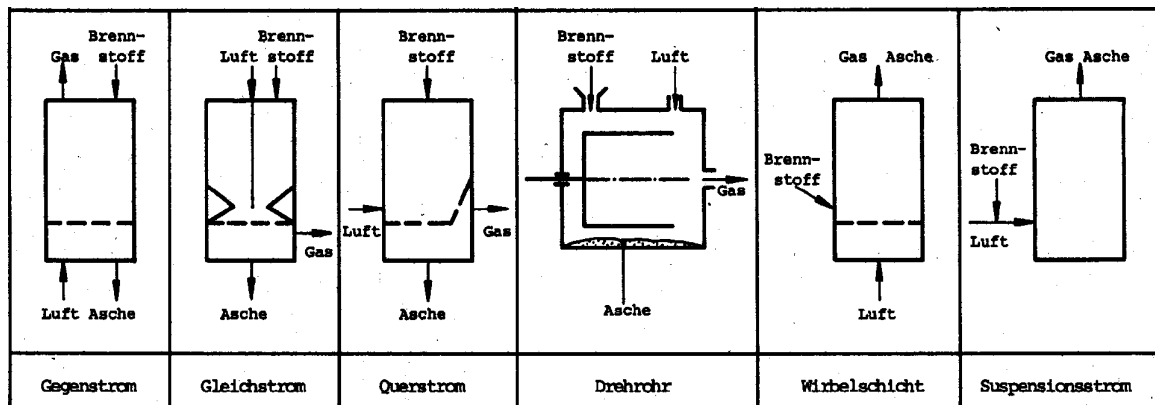 Gas
Brenn-
stoff
Luft Asche
Gegenstrom
Brenn-
Luft stoff
Gas
Asche
Gleichstrom
Brenn-
stoff
Luft
Gas
Asche
Querstrom
Brenn-
stoff
Luft
Gas
Asche
Drehrohr
Gas Asche
Brenn-
stoff
Luft
Wirbelschicht
Gas Asche
Brenn-
stoff
Luft
Suspensionsstrom